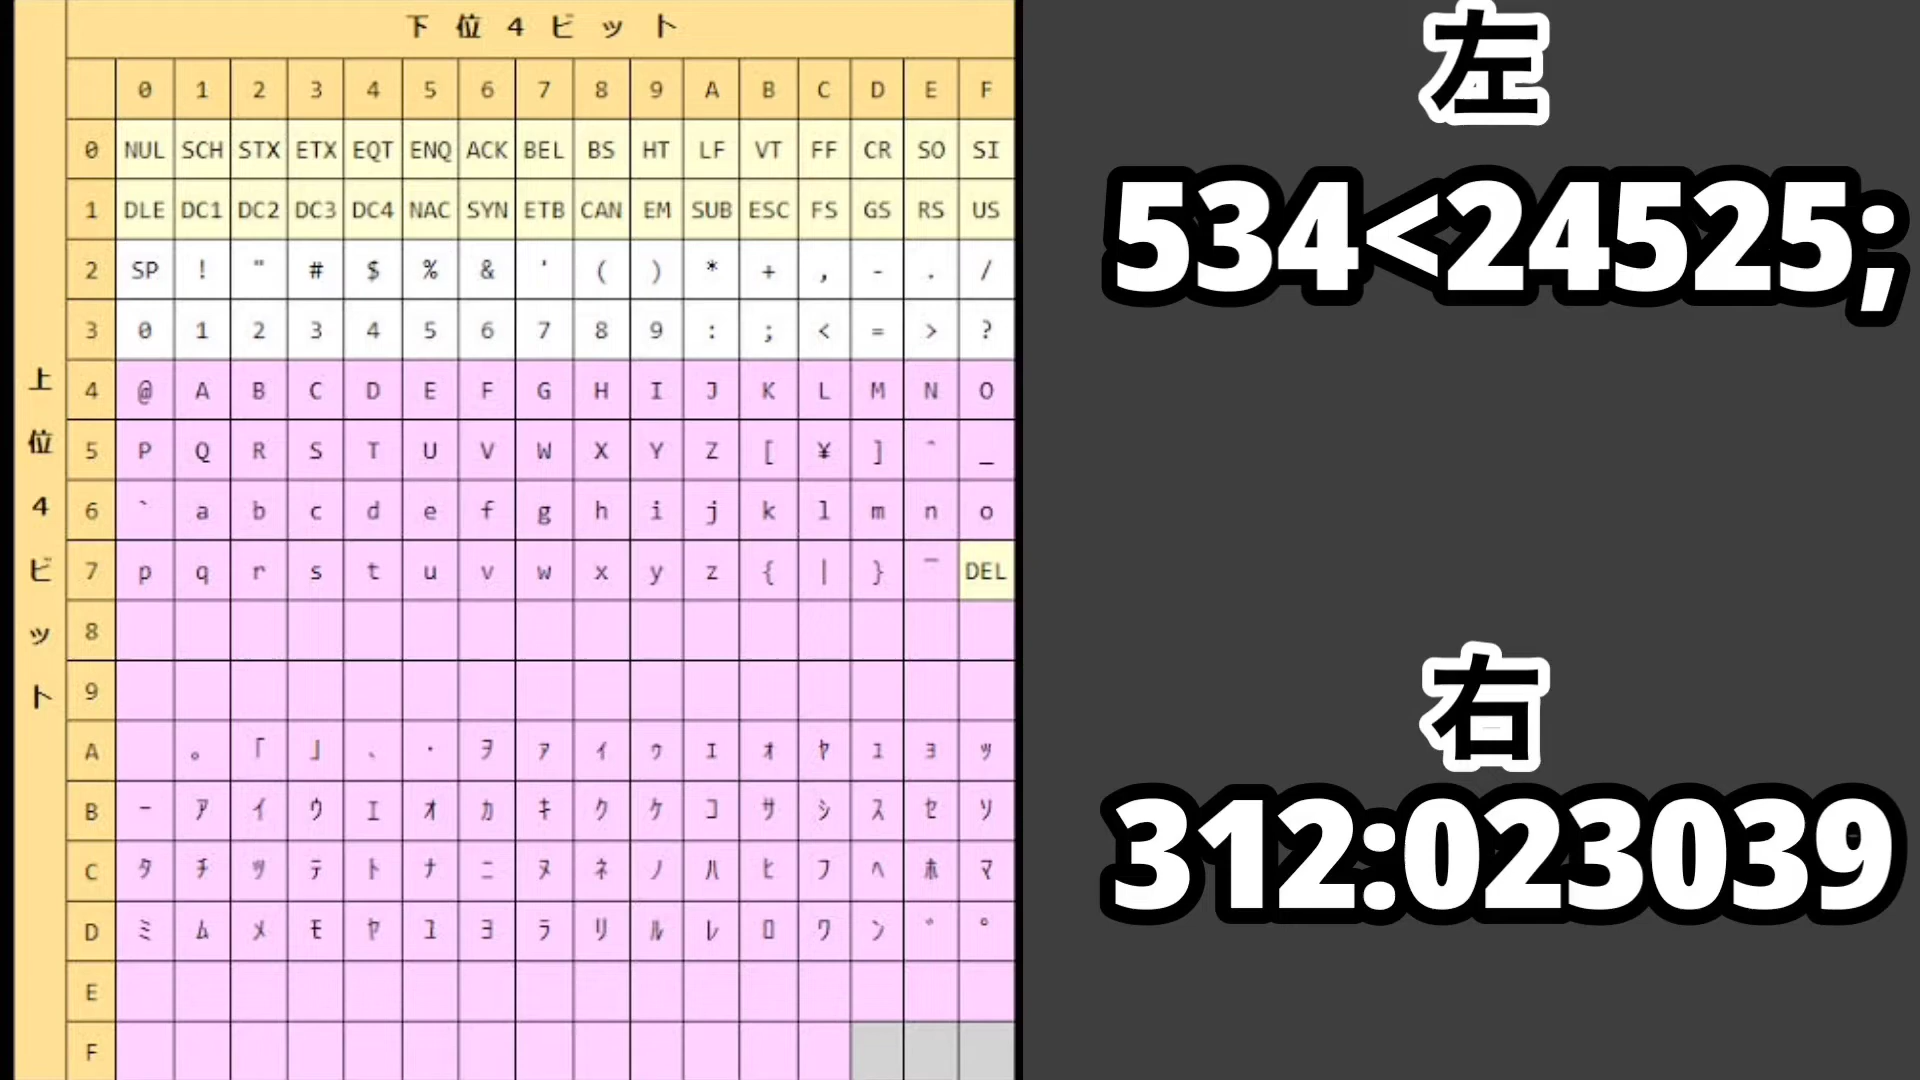 下位4ビット
0 1 2 3 4 5 6 7 8 9 A B C D E F
0 NUL SCH STX ETX EQT ENQ ACK BEL BS HT LF VT FF CR SO SI
1 DLE DC1 DC2 DC3 DC4 NAC SYN ETB CAN EM SUB ESC FS GS RS US
2 SP ! " # $ % & ' ( ) * + , - . /
3 0 1 2 3 4 5 6 7 8 9 : ; < = > ?
4 @ A B C D E F G H I J K L M N O
5 P Q R S T U V W X Y Z [ ¥ ] ^ _
6 ` a b c d e f g h i j k l m n o
7 p q r s t u v w x y z { | } ‾ DEL
8
9
A 。 「 」 、 ・ ヲ ァ ィ ゥ ェ ォ ャ ュ ョ ッ
B ー ア イ ウ エ オ カ キ ク ケ コ サ シ ス セ ソ
C タ チ ツ テ ト ナ ニ ヌ ネ ノ ハ ヒ フ ヘ ホ マ
D ミ ム メ モ ヤ ユ ヨ ラ リ ル レ ロ ワ ン ゛ ゜
E
F
上位4ビット
左
534<24525;
右
312:023039